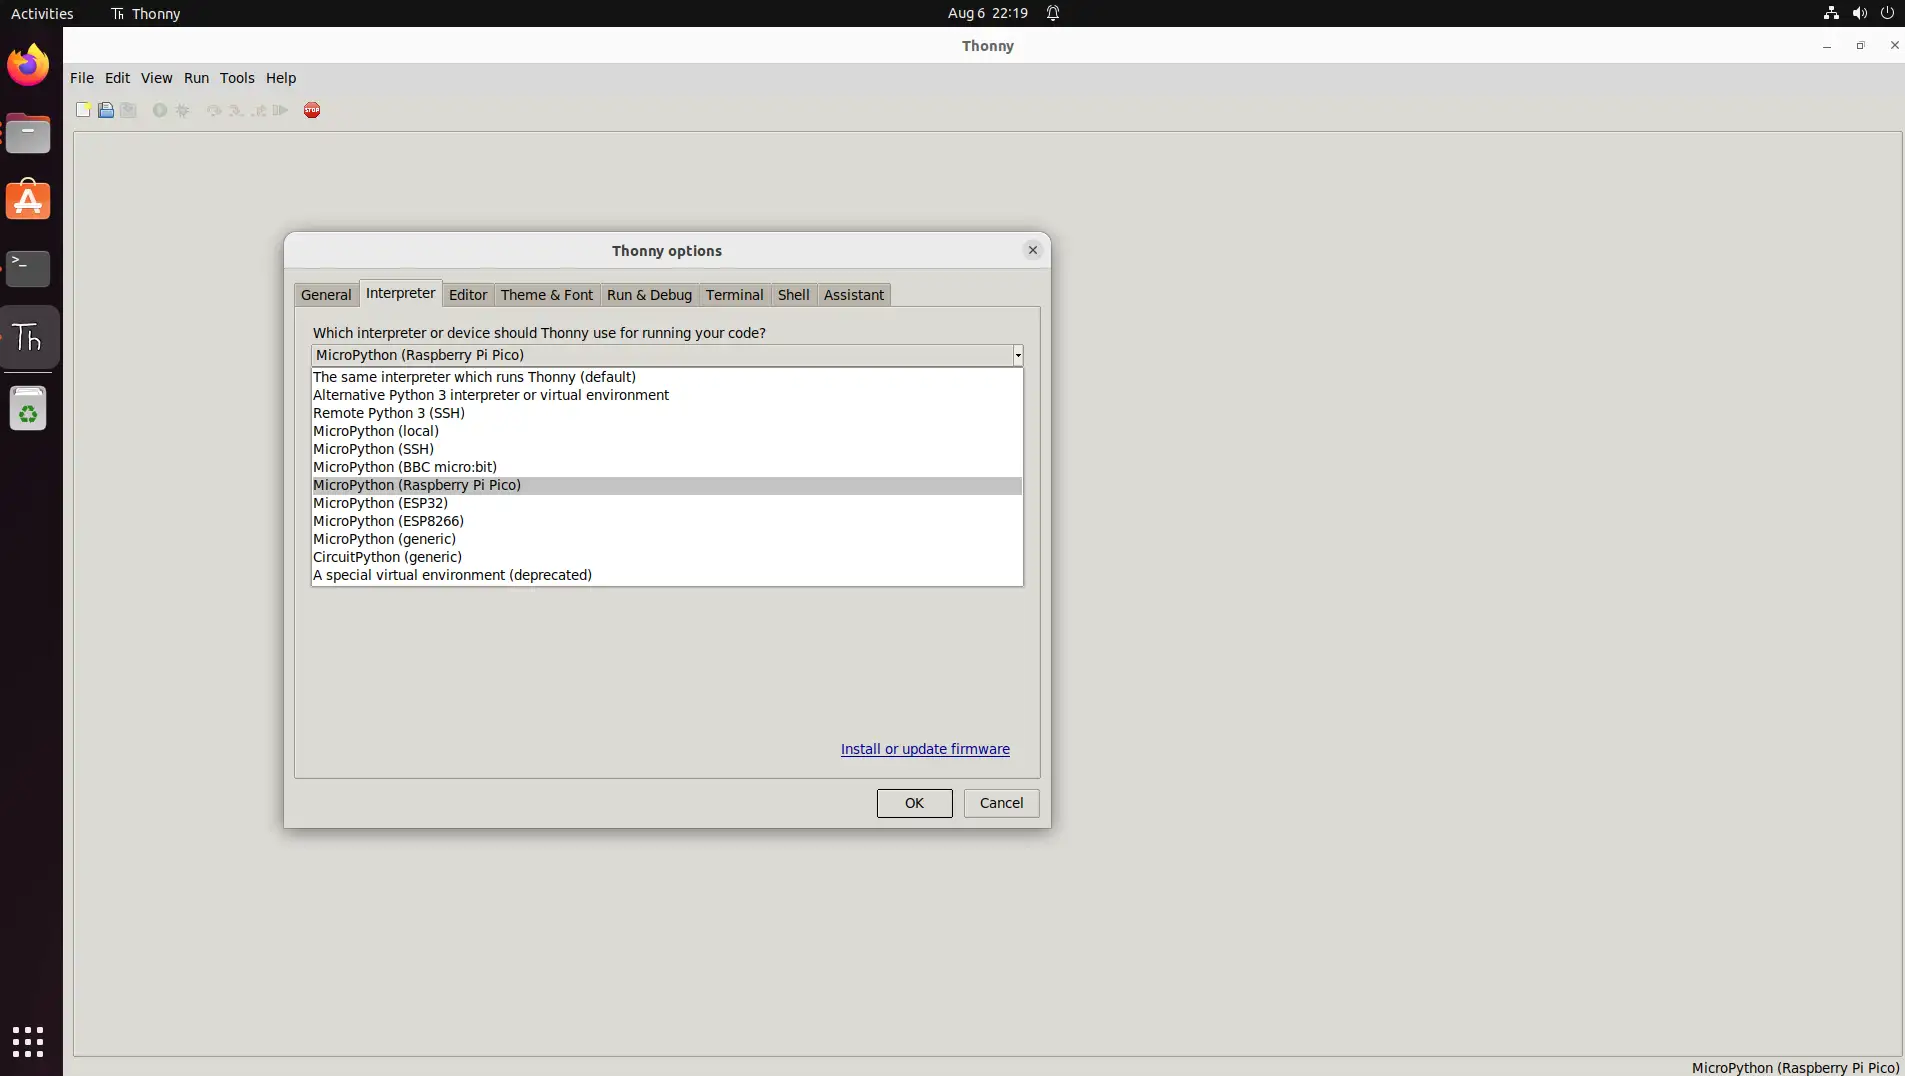 Activities Thonny Aug 6 22:19
Thonny
File Edit View Run Tools Help
STOP
Thonny options
General Interpreter Editor Theme & Font Run & Debug Terminal Shell Assistant
Which interpreter or device should Thonny use for running your code?
MicroPython (Raspberry Pi Pico)
The same interpreter which runs Thonny (default)
Alternative Python 3 interpreter or virtual environment
Remote Python 3 (SSH)
MicroPython (local)
MicroPython (SSH)
MicroPython (BBC micro:bit)
MicroPython (Raspberry Pi Pico)
MicroPython (ESP32)
MicroPython (ESP8266)
MicroPython (generic)
CircuitPython (generic)
A special virtual environment (deprecated)
Install or update firmware
OK Cancel
MicroPython (Raspberry Pi Pico)